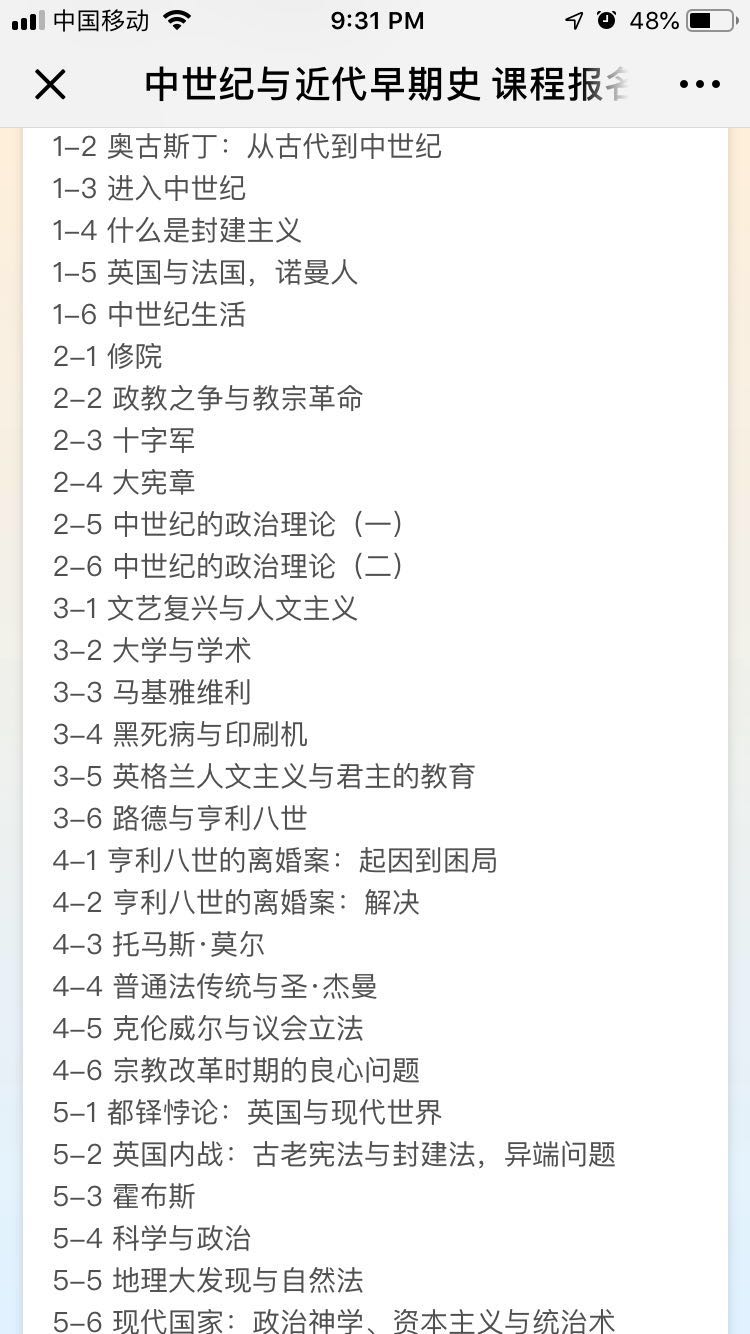 中国移动
9:31 PM
48%
中世纪与近代早期史 课程报名
1-2 奥古斯丁：从古代到中世纪
1-3 进入中世纪
1-4 什么是封建主义
1-5 英国与法国，诺曼人
1-6 中世纪生活
2-1 修院
2-2 政教之争与教宗革命
2-3 十字军
2-4 大宪章
2-5 中世纪的政治理论（一）
2-6 中世纪的政治理论（二）
3-1 文艺复兴与人文主义
3-2 大学与学术
3-3 马基雅维利
3-4 黑死病与印刷机
3-5 英格兰人文主义与君主的教育
3-6 路德与亨利八世
4-1 亨利八世的离婚案：起因到困局
4-2 亨利八世的离婚案：解决
4-3 托马斯·莫尔
4-4 普通法传统与圣·杰曼
4-5 克伦威尔与议会立法
4-6 宗教改革时期的良心问题
5-1 都铎悖论：英国与现代世界
5-2 英国内战：古老宪法与封建法，异端问题
5-3 霍布斯
5-4 科学与政治
5-5 地理大发现与自然法
5-6 现代国家：政治神学、资本主义与统治术